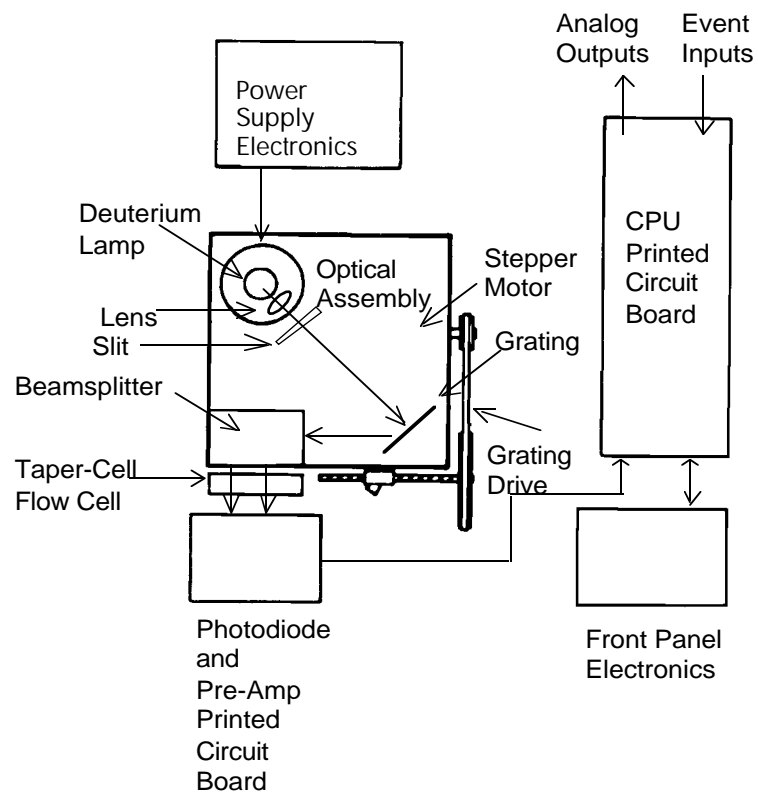 Analog
Outputs
Event
Inputs
Power
Supply
Electronics
Deuterium
Lamp
Optical
Assembly
Stepper
Motor
CPU
Printed
Circuit
Board
Lens
Slit
Grating
Beamsplitter
Grating
Drive
Taper-Cell
Flow Cell
Photodiode
and
Pre-Amp
Printed
Circuit
Board
Front Panel
Electronics